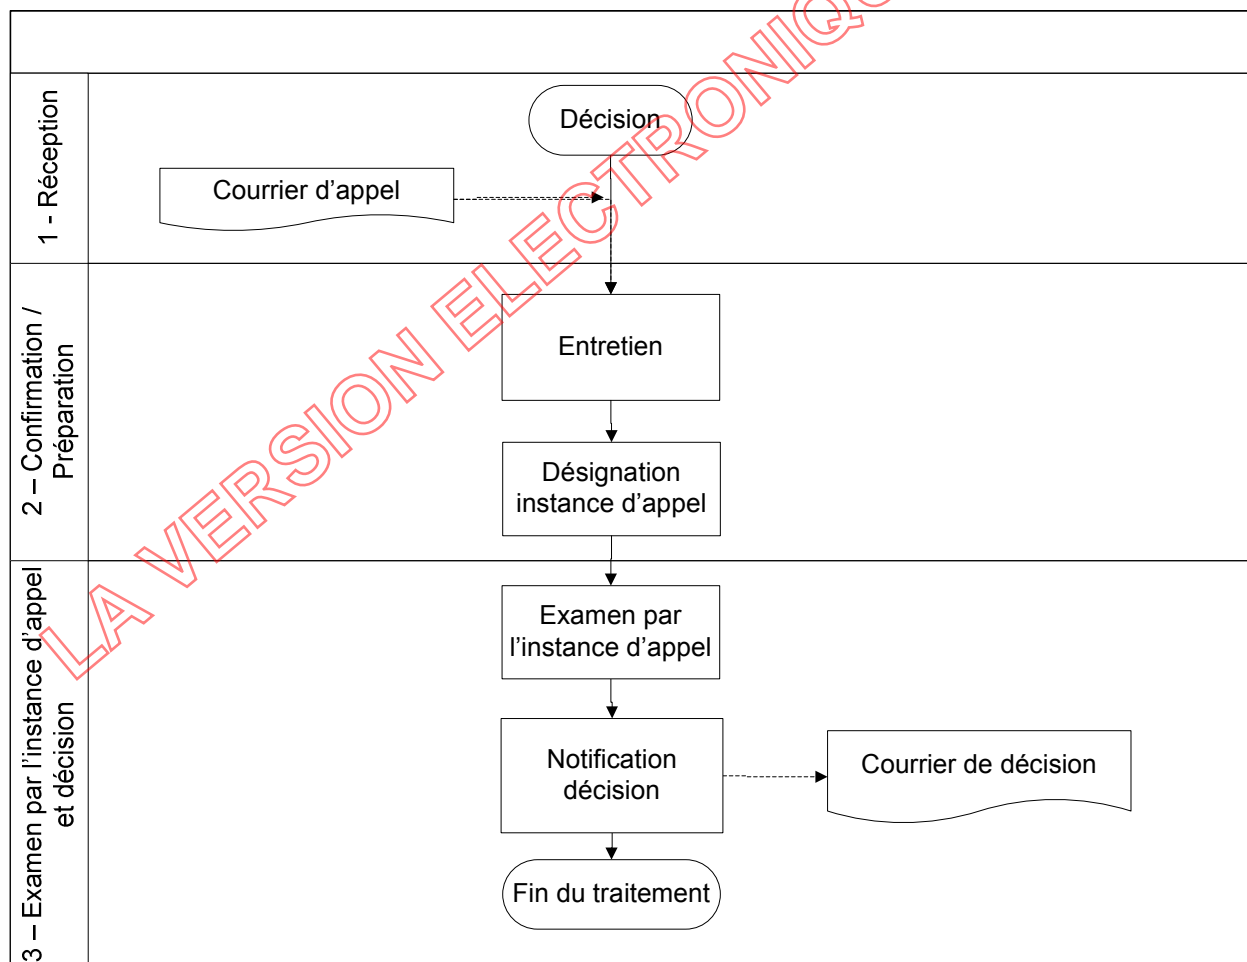 1 - Réception
Décision
Courrier d’appel
2 – Confirmation /
Préparation
Entretien
Désignation
instance d’appel
3 – Examen par l’instance d’appel
et décision
Examen par
l’instance d’appel
Notification
décision
Courrier de décision
Fin du traitement
LA VERSION ELECTRONIQU